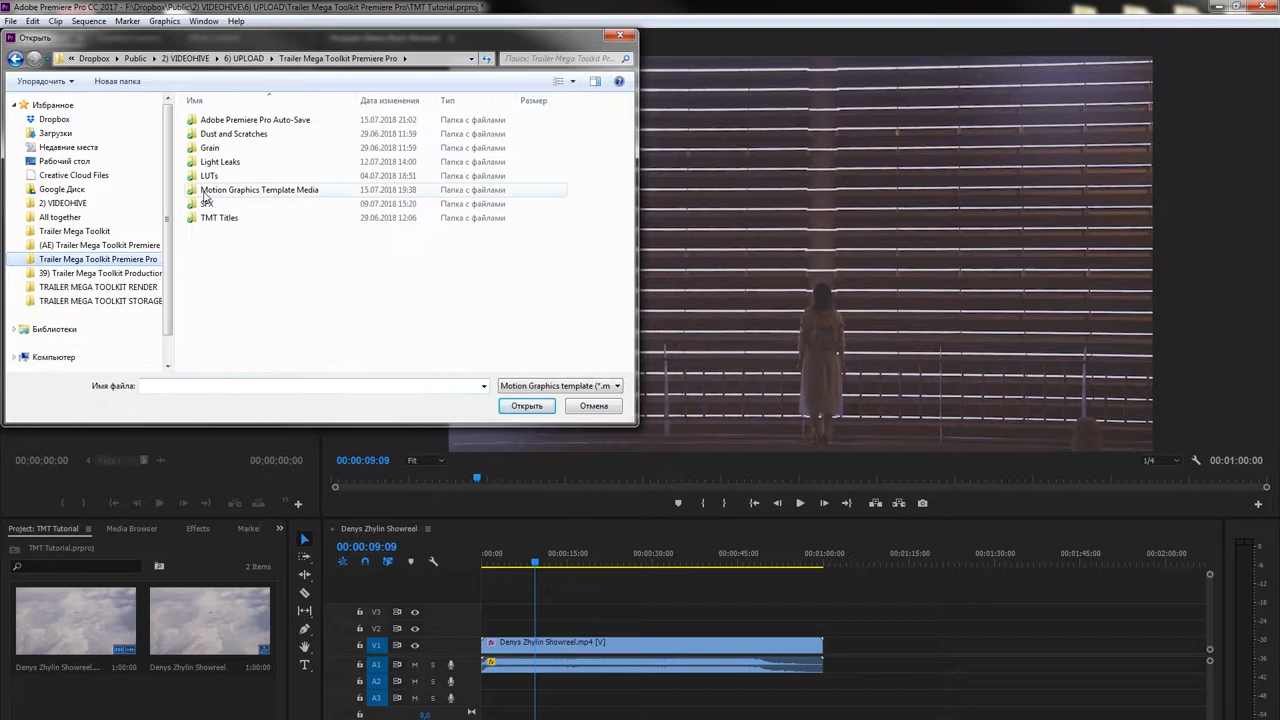 Adobe Premiere Pro CC 2017 - F:\Dropbox\Public\2) VIDEOHIVE\6) UPLOAD\Trailer Mega Toolkit Premiere Pro\TMT Tutorial.prproj *
File Edit Clip Sequence Marker Graphics Window Help
Открыть
Dropbox Public 2) VIDEOHIVE 6) UPLOAD Trailer Mega Toolkit Premiere Pro Поиск: Trailer Mega Toolkit Pr...
Упорядочить Новая папка
Имя Дата изменения Тип Размер
Избранное
Dropbox
Загрузки
Недавние места
Рабочий стол
Creative Cloud Files
Google Диск
2) VIDEOHIVE
All together
Trailer Mega Toolkit
(AE) Trailer Mega Toolkit Premiere
Trailer Mega Toolkit Premiere Pro
39) Trailer Mega Toolkit Production
TRAILER MEGA TOOLKIT RENDER
TRAILER MEGA TOOLKIT STORAGE
Библиотеки
Компьютер
Adobe Premiere Pro Auto-Save 15.07.2018 21:02 Папка с файлами
Dust and Scratches 29.06.2018 11:59 Папка с файлами
Grain 29.06.2018 11:59 Папка с файлами
Light Leaks 12.07.2018 14:00 Папка с файлами
LUTs 04.07.2018 18:51 Папка с файлами
Motion Graphics Template Media 15.07.2018 19:38 Папка с файлами
SFX 09.07.2018 15:20 Папка с файлами
TMT Titles 29.06.2018 12:06 Папка с файлами
Имя файла: Motion Graphics template (*.m
Открыть Отмена
00;00;00;00 Page 1 00;00;00;00
00:00:09:09 Fit 1/4 00:01:00:00
Project: TMT Tutorial Media Browser Effects Marke
TMT Tutorial.prproj
2 Items
Denys Zhylin Showreel.... 1:00:00
Denys Zhylin Showreel 1:00:00
Denys Zhylin Showreel
00:00:09:09
:00:00 00:00:15:00 00:00:30:00 00:00:45:00 00:01:00:00 00:01:15:00 00:01:30:00 00:01:45:00 00:02:00:00
V3
V2
V1 fx Denys Zhylin Showreel.mp4 [V]
A1 M S fx
A2 M S
A3 M S
0,0
0
-6
-12
-18
-24
-30
-36
-42
-48
-54